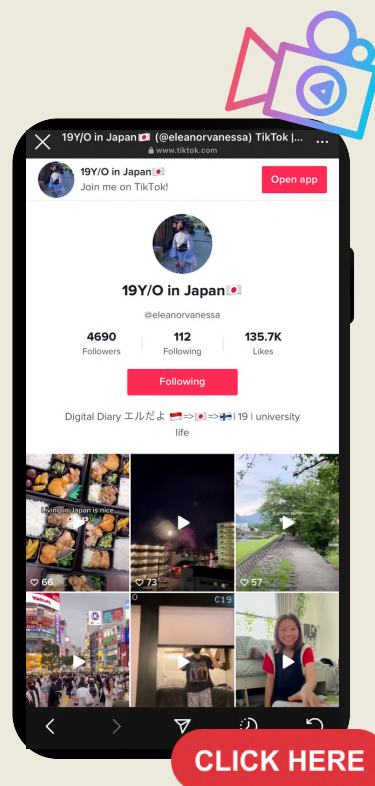 19Y/O in Japan🇯🇵 (@eleanorvanessa) TikTok |...
www.tiktok.com
19Y/O in Japan🇯🇵
Join me on TikTok!
Open app
19Y/O in Japan🇯🇵
@eleanorvanessa
4690 112 135.7K
Followers Following Likes
Following
Digital Diary エルだよ 🇮🇩=>🇯🇵=>🇫🇮| 19 | university
life
Living in Japan is nice
66 73 57
C19
CLICK HERE